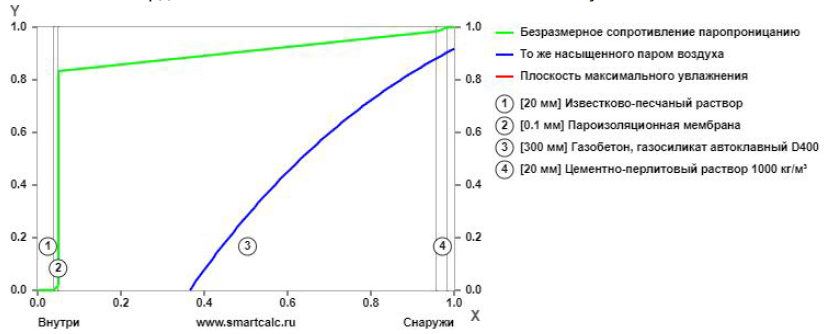 Y
1.0
0.8
0.6
0.4
0.2
0.0
1.0
0.8
0.6
0.4
0.2
0.0
0.0
0.2
0.4
0.6
0.8
1.0
X
Внутри
www.smartcalc.ru
Снаружи
1
2
3
4
Безразмерное сопротивление паропроницанию
То же насыщенного паром воздуха
Плоскость максимального увлажнения
1 [20 мм] Известково-песчаный раствор
2 [0.1 мм] Пароизоляционная мембрана
3 [300 мм] Газобетон, газосиликат автоклавный D400
4 [20 мм] Цементно-перлитовый раствор 1000 кг/м³